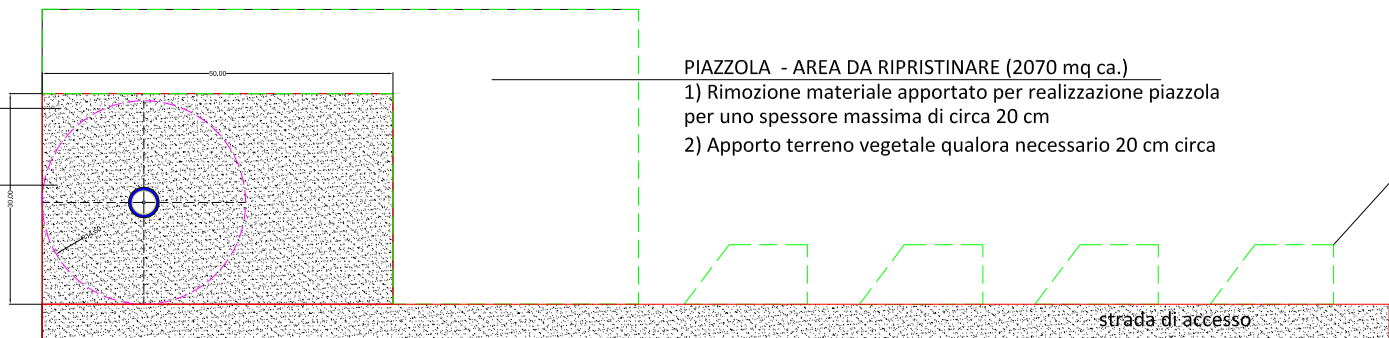 50.00
PIAZZOLA - AREA DA RIPRISTINARE (2070 mq ca.)
1) Rimozione materiale apportato per realizzazione piazzola
per uno spessore massima di circa 20 cm
2) Apporto terreno vegetale qualora necessario 20 cm circa
30.00
strada di accesso